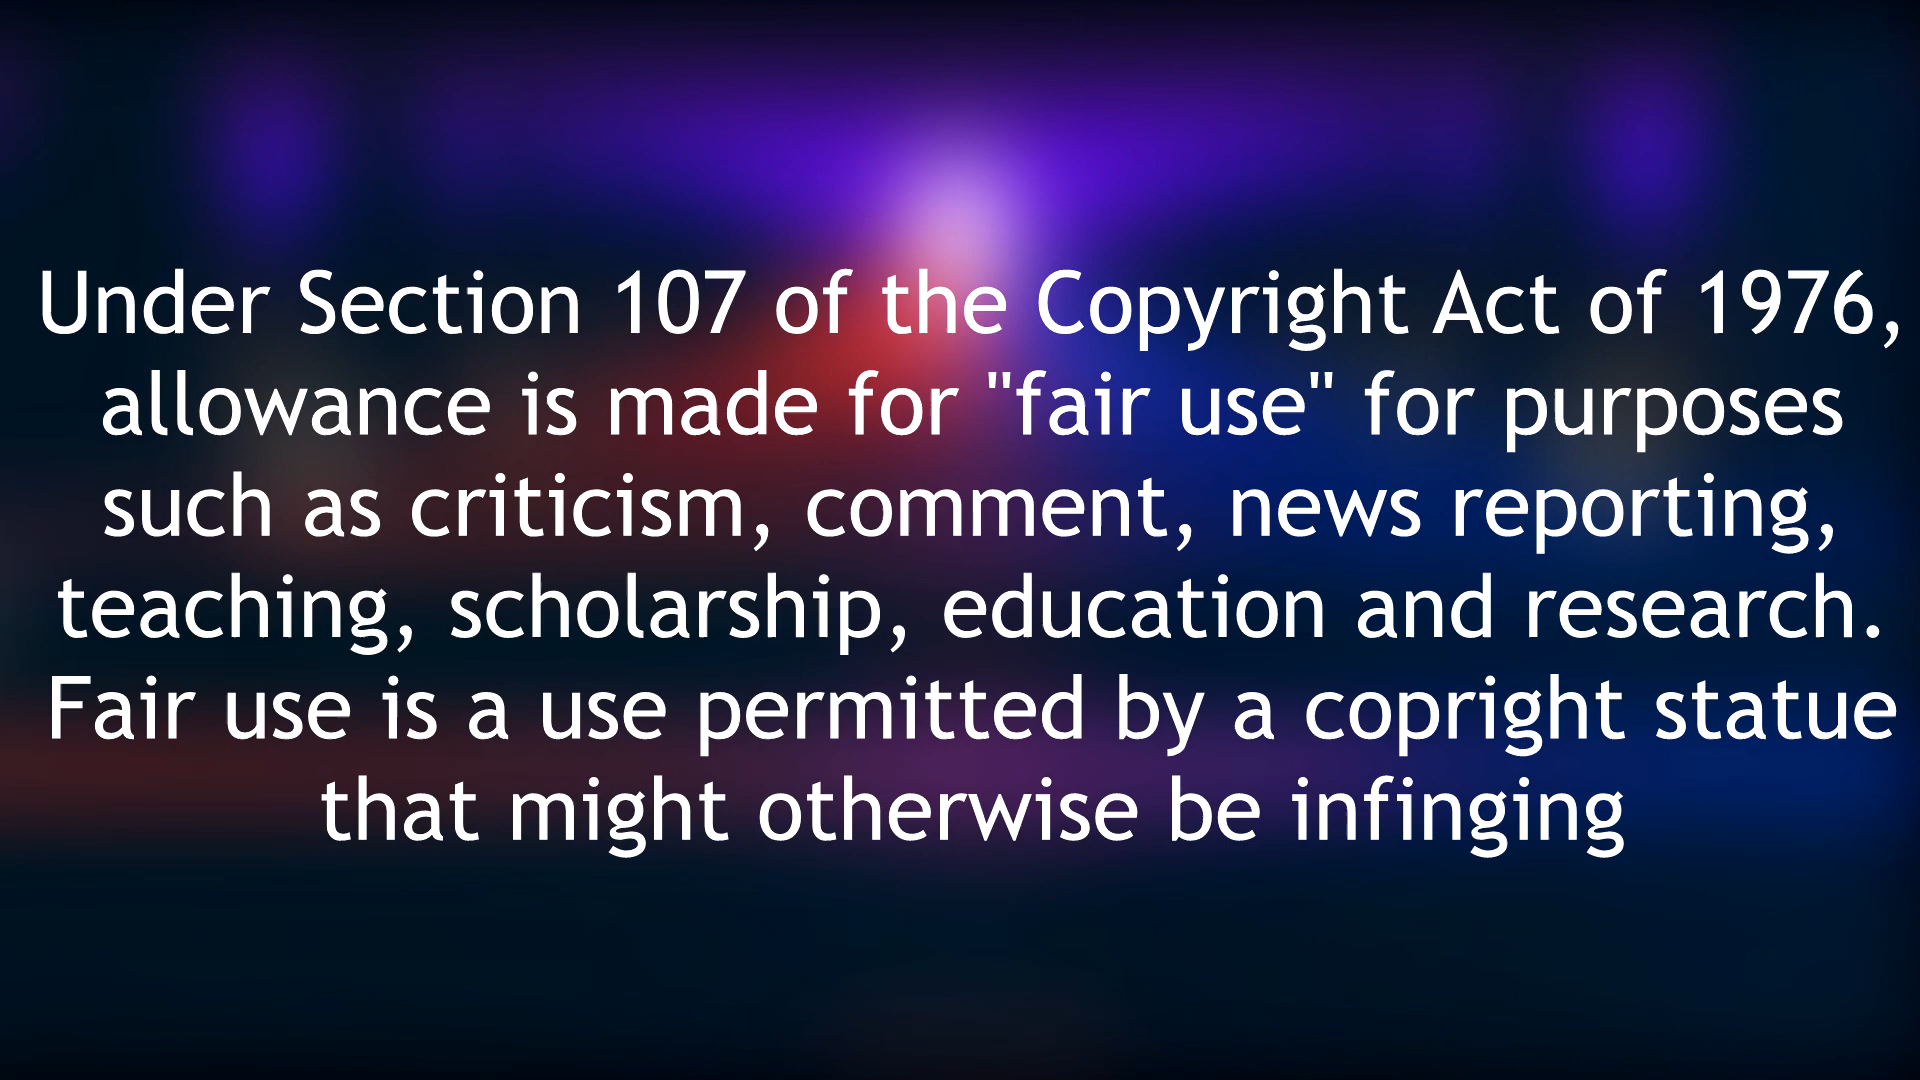 Under Section 107 of the Copyright Act of 1976,
allowance is made for "fair use" for purposes
such as criticism, comment, news reporting,
teaching, scholarship, education and research.
Fair use is a use permitted by a copright statue
that might otherwise be infinging